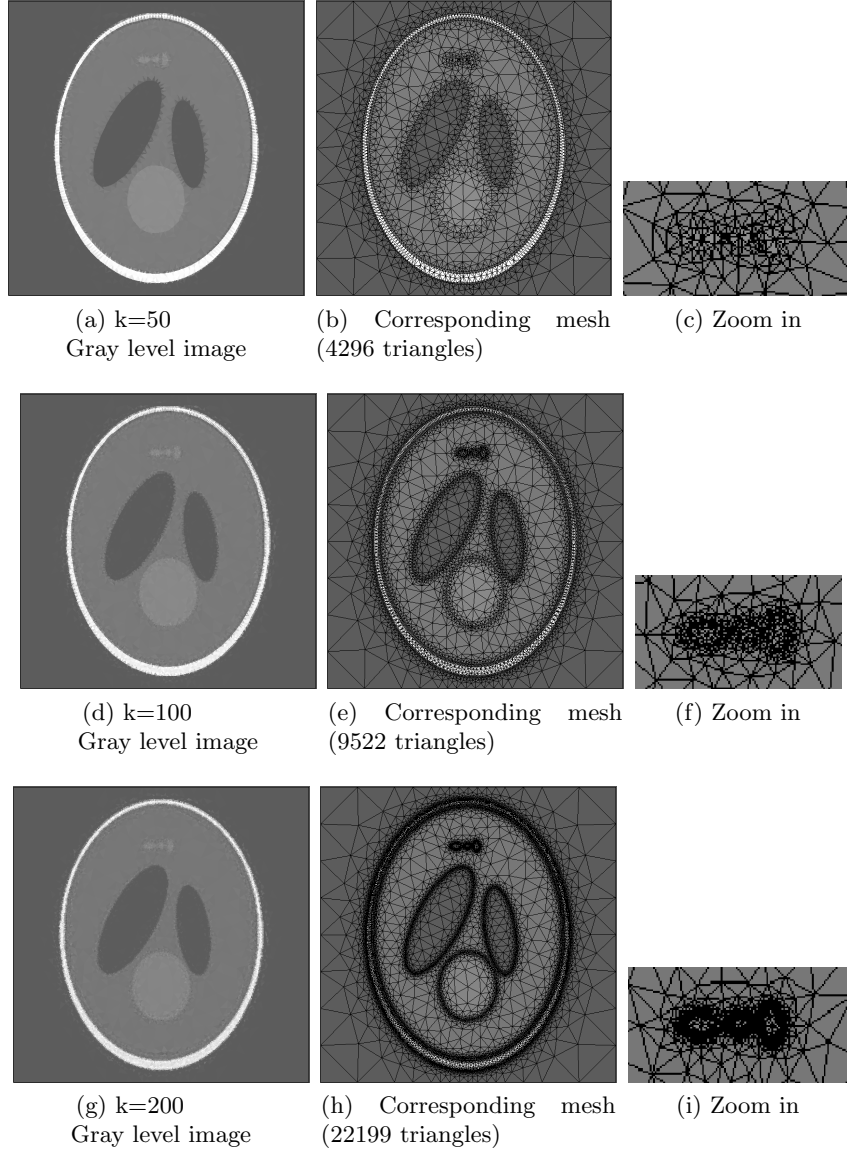 (a) k=50
Gray level image
(b) Corresponding mesh
(4296 triangles)
(c) Zoom in
(d) k=100
Gray level image
(e) Corresponding mesh
(9522 triangles)
(f) Zoom in
(g) k=200
Gray level image
(h) Corresponding mesh
(22199 triangles)
(i) Zoom in